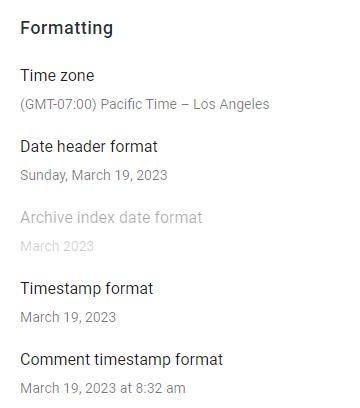 Formatting
Time zone
(GMT-07:00) Pacific Time – Los Angeles
Date header format
Sunday, March 19, 2023
Archive index date format
March 2023
Timestamp format
March 19, 2023
Comment timestamp format
March 19, 2023 at 8:32 am